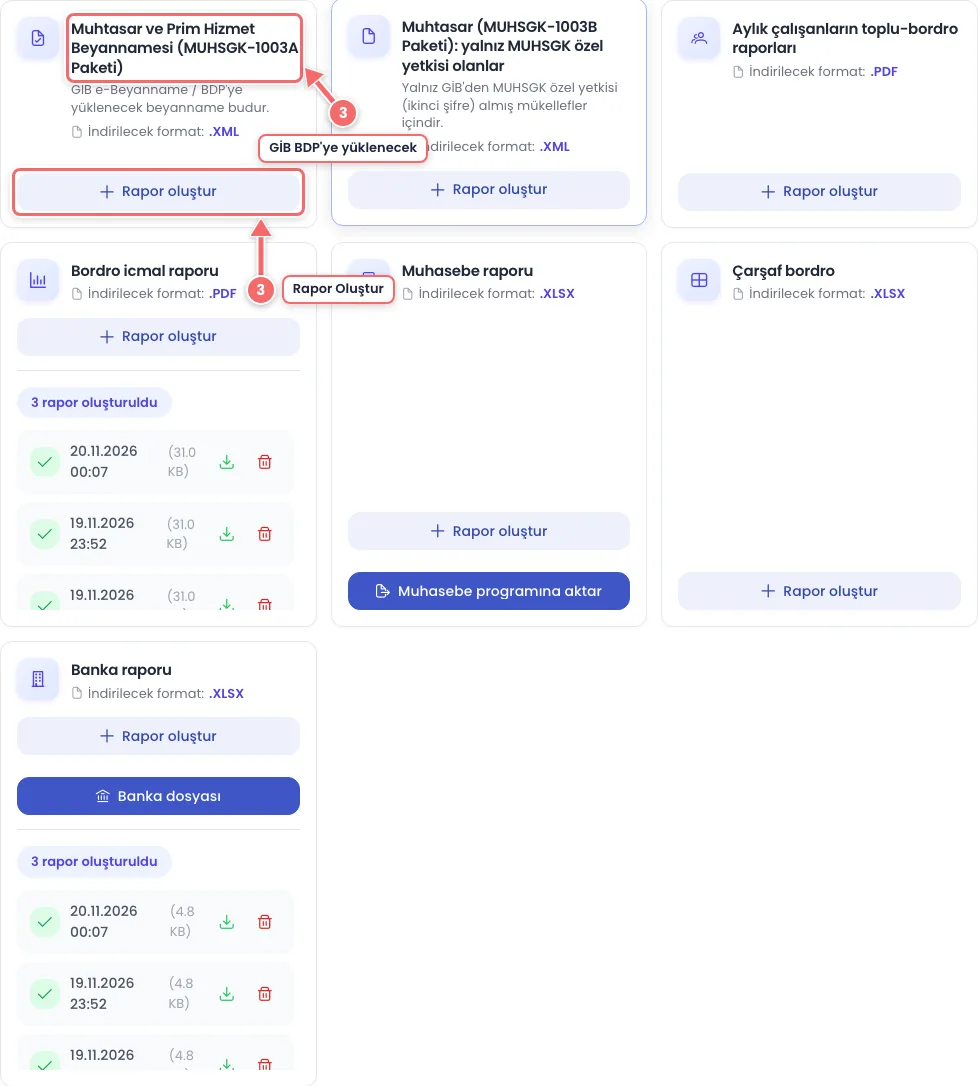 Muhtasar ve Prim Hizmet
Beyannamesi (MUHSGK-1003A
Paketi)
GİB e-Beyanname / BDP'ye
yüklenecek beyanname budur.
İndirilecek format: .XML
Rapor oluştur
3
GİB BDP'ye yüklenecek
Muhtasar (MUHSGK-1003B
Paketi): yalnız MUHSGK özel
yetkisi olanlar
Yalnız GİB'den MUHSGK özel yetkisi
(ikinci şifre) almış mükellefler
içindir.
ndirilecek format: .XML
Rapor oluştur
Aylık çalışanların toplu-bordro
raporları
İndirilecek format: .PDF
Rapor oluştur
Bordro icmal raporu
İndirilecek format: .PDF
3
Rapor Oluştur
Rapor oluştur
3 rapor oluşturuldu
20.11.2026
00:07
(31.0
KB)
19.11.2026
23:52
(31.0
KB)
19.11.2026
(31.0
Muhasebe raporu
İndirilecek format: .XLSX
Rapor oluştur
Muhasebe programına aktar
Çarşaf bordro
İndirilecek format: .XLSX
Rapor oluştur
Banka raporu
İndirilecek format: .XLSX
Rapor oluştur
Banka dosyası
3 rapor oluşturuldu
20.11.2026
00:07
(4.8
KB)
19.11.2026
23:52
(4.8
KB)
19.11.2026
(4.8